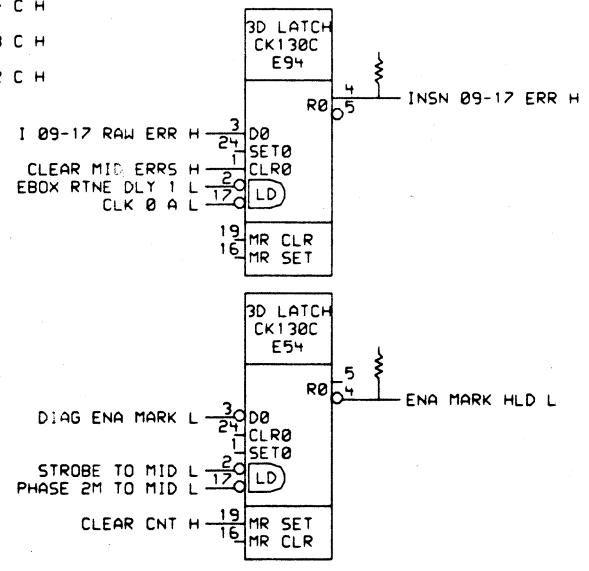 C H
C H
C H
3D LATCH
CK130C
E94
R0
4
5
INSN 09-17 ERR H
I 09-17 RAW ERR H 3 D0
24 SET0
CLEAR MID ERRS H 1 CLR0
EBOX RTNE DLY 1 L 2
LD
CLK 0 A L 17
19 MR CLR
16 MR SET
3D LATCH
CK130C
E54
R0
5
4
ENA MARK HLD L
DIAG ENA MARK L 3 D0
24 CLR0
1 SET0
STROBE TO MID L 2
LD
PHASE 2M TO MID L 17
CLEAR CNT H 19 MR SET
16 MR CLR